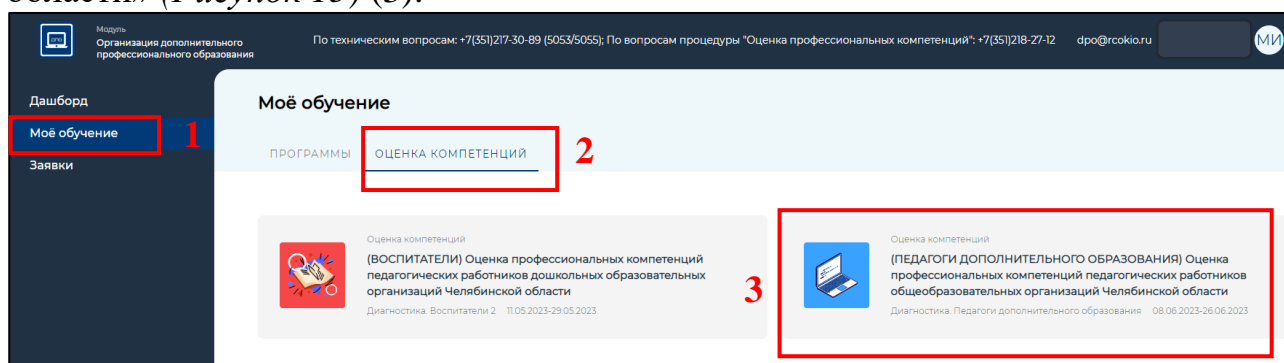 области» (Рисунок 15) (3).
Модуль
Организация дополнительного
профессионального образования
По техническим вопросам: +7(351)217-30-89 (5053/5055); По вопросам процедуры "Оценка профессиональных компетенций": +7(351)218-27-12 dpo@rcokio.ru
МИ
Дашборд
Моё обучение
1
Заявки
Моё обучение
ПРОГРАММЫ ОЦЕНКА КОМПЕТЕНЦИЙ
2
Оценка компетенций
(ВОСПИТАТЕЛИ) Оценка профессиональных компетенций
педагогических работников дошкольных образовательных
организаций Челябинской области
Диагностика. Воспитатели 2 11.05.2023-29.05.2023
3
Оценка компетенций
(ПЕДАГОГИ ДОПОЛНИТЕЛЬНОГО ОБРАЗОВАНИЯ) Оценка
профессиональных компетенций педагогических работников
общеобразовательных организаций Челябинской области
Диагностика. Педагоги дополнительного образования 08.06.2023-26.06.2023